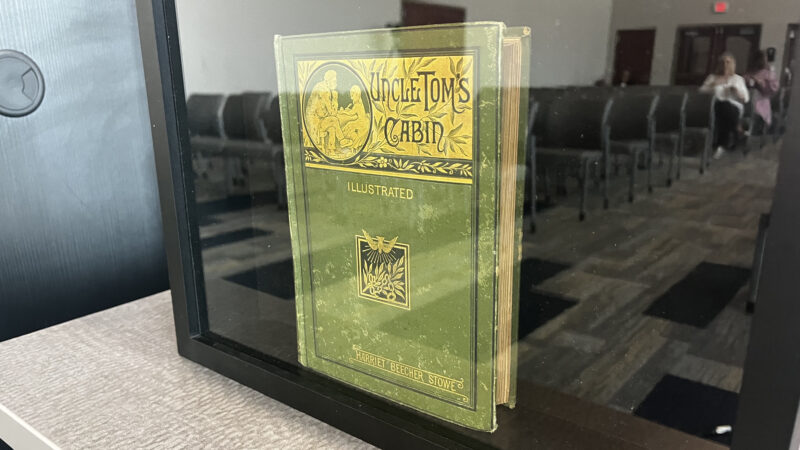 UNCLE TOM'S
CABIN
ILLUSTRATED
HARRIET BEECHER STOWE